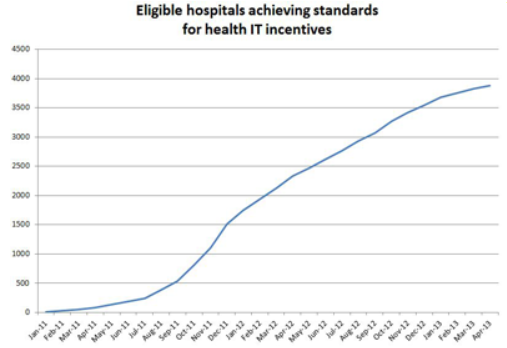 Eligible hospitals achieving standards
for health IT incentives
4500
4000
3500
3000
2500
2000
1500
1000
500
0
Jan-11
Feb-11
Mar-11
Apr-11
May-11
Jun-11
Jul-11
Aug-11
Sep-11
Oct-11
Nov-11
Dec-11
Jan-12
Feb-12
Mar-12
Apr-12
May-12
Jun-12
Jul-12
Aug-12
Sep-12
Oct-12
Nov-12
Dec-12
Jan-13
Feb-13
Mar-13
Apr-13